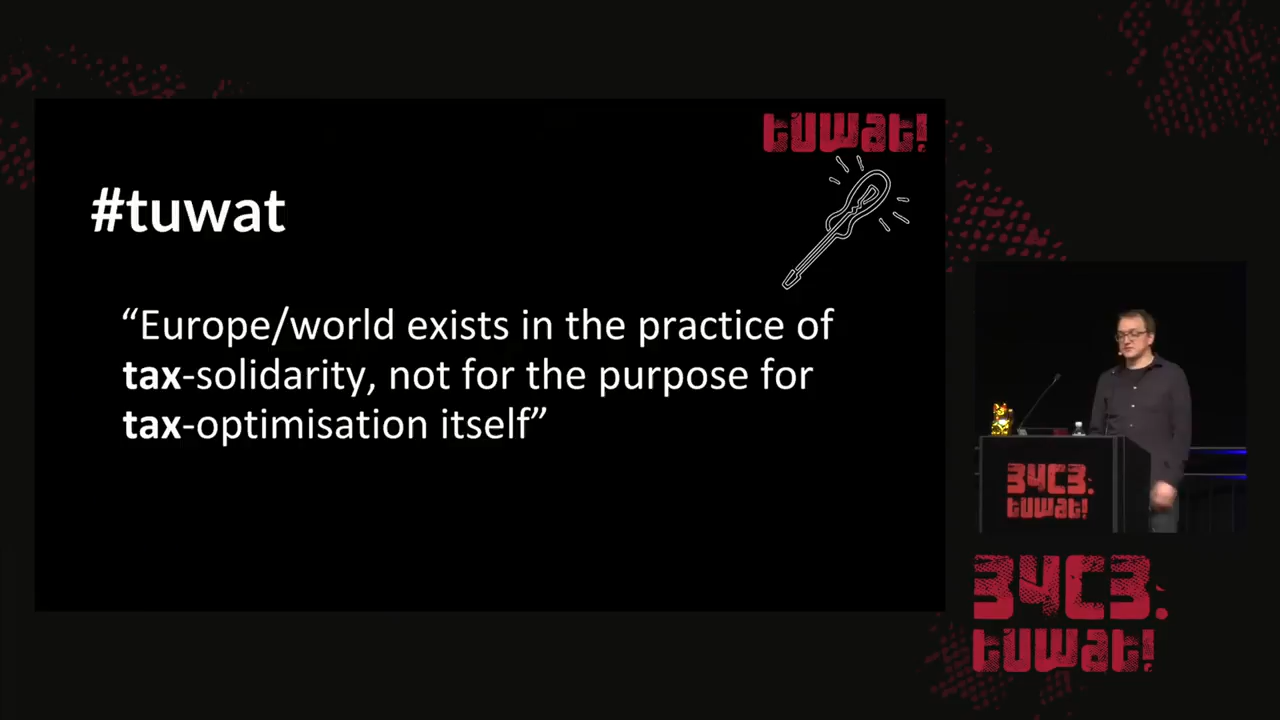 tuwat!
#tuwat
“Europe/world exists in the practice of
tax-solidarity, not for the purpose for
tax-optimisation itself”
34C3.
tuwat!
34C3.
tuwat!